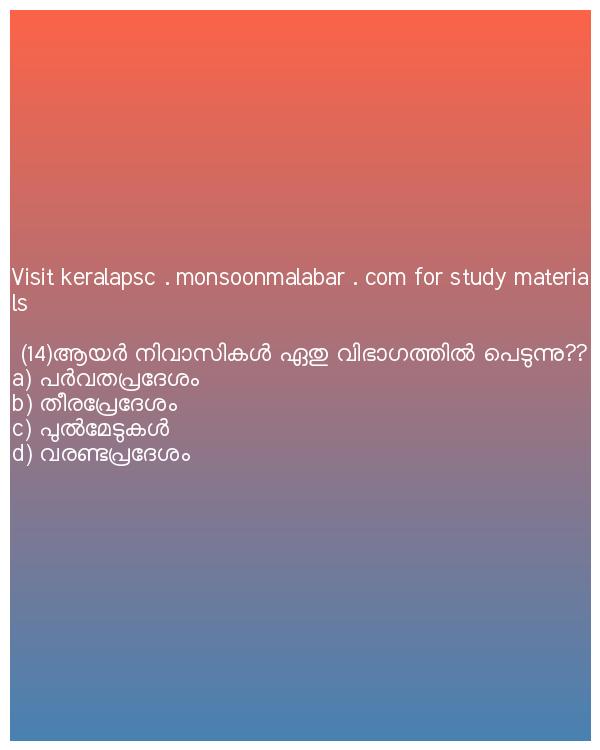 Visit keralapsc . monsoonmalabar . com for study materia
ls
(14)ആയർ നിവാസികൾ ഏതു വിഭാഗത്തിൽ പെടുന്നു??
a) പർവതപ്രദേശം
b) തീരപ്രേദേശം
c) പുൽമേടുകൾ
d) വരണ്ടപ്രദേശം